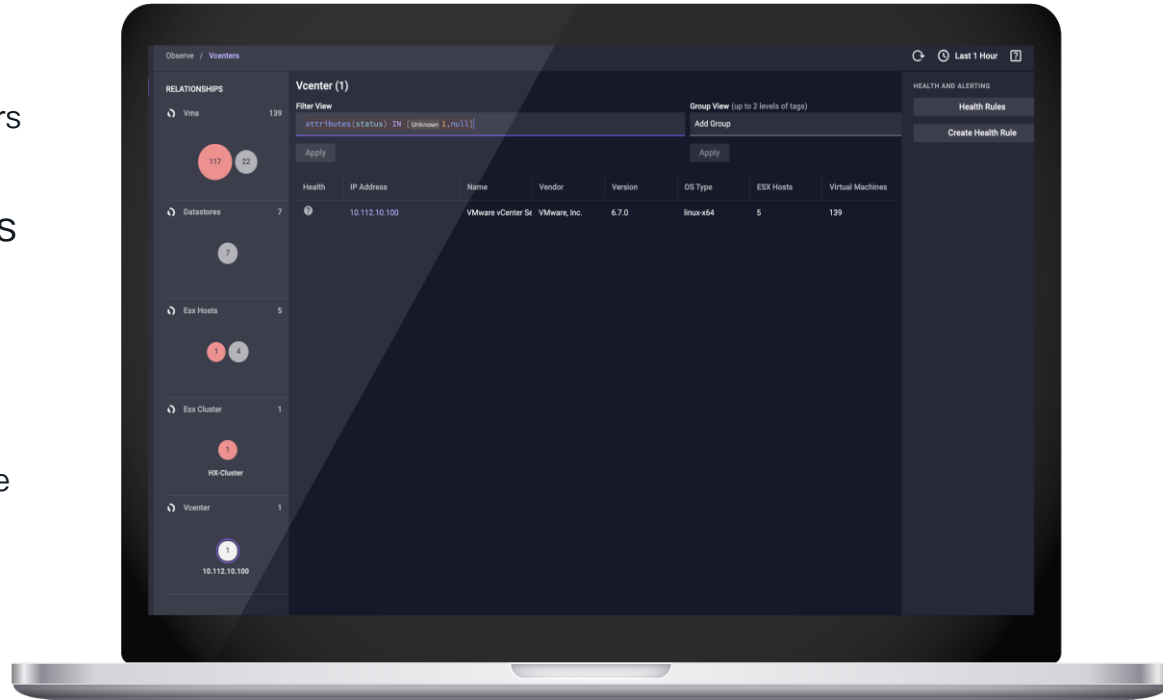 rs
s
e
Observe / Vcenters
Last 1 Hour
RELATIONSHIPS
Vms 139
117 22
Datastores 7
7
Esx Hosts 5
1 4
Esx Cluster 1
1
HX-Cluster
Vcenter 1
1
10.112.10.100
Vcenter (1)
Filter View
attributes(status) IN [Unknown 1,null]
Apply
Group View (up to 2 levels of tags)
Add Group
Apply
Health IP Address Name Vendor Version OS Type ESX Hosts Virtual Machines
10.112.10.100 VMware vCenter Se VMware, Inc. 6.7.0 linux-x64 5 139
HEALTH AND ALERTING
Health Rules
Create Health Rule